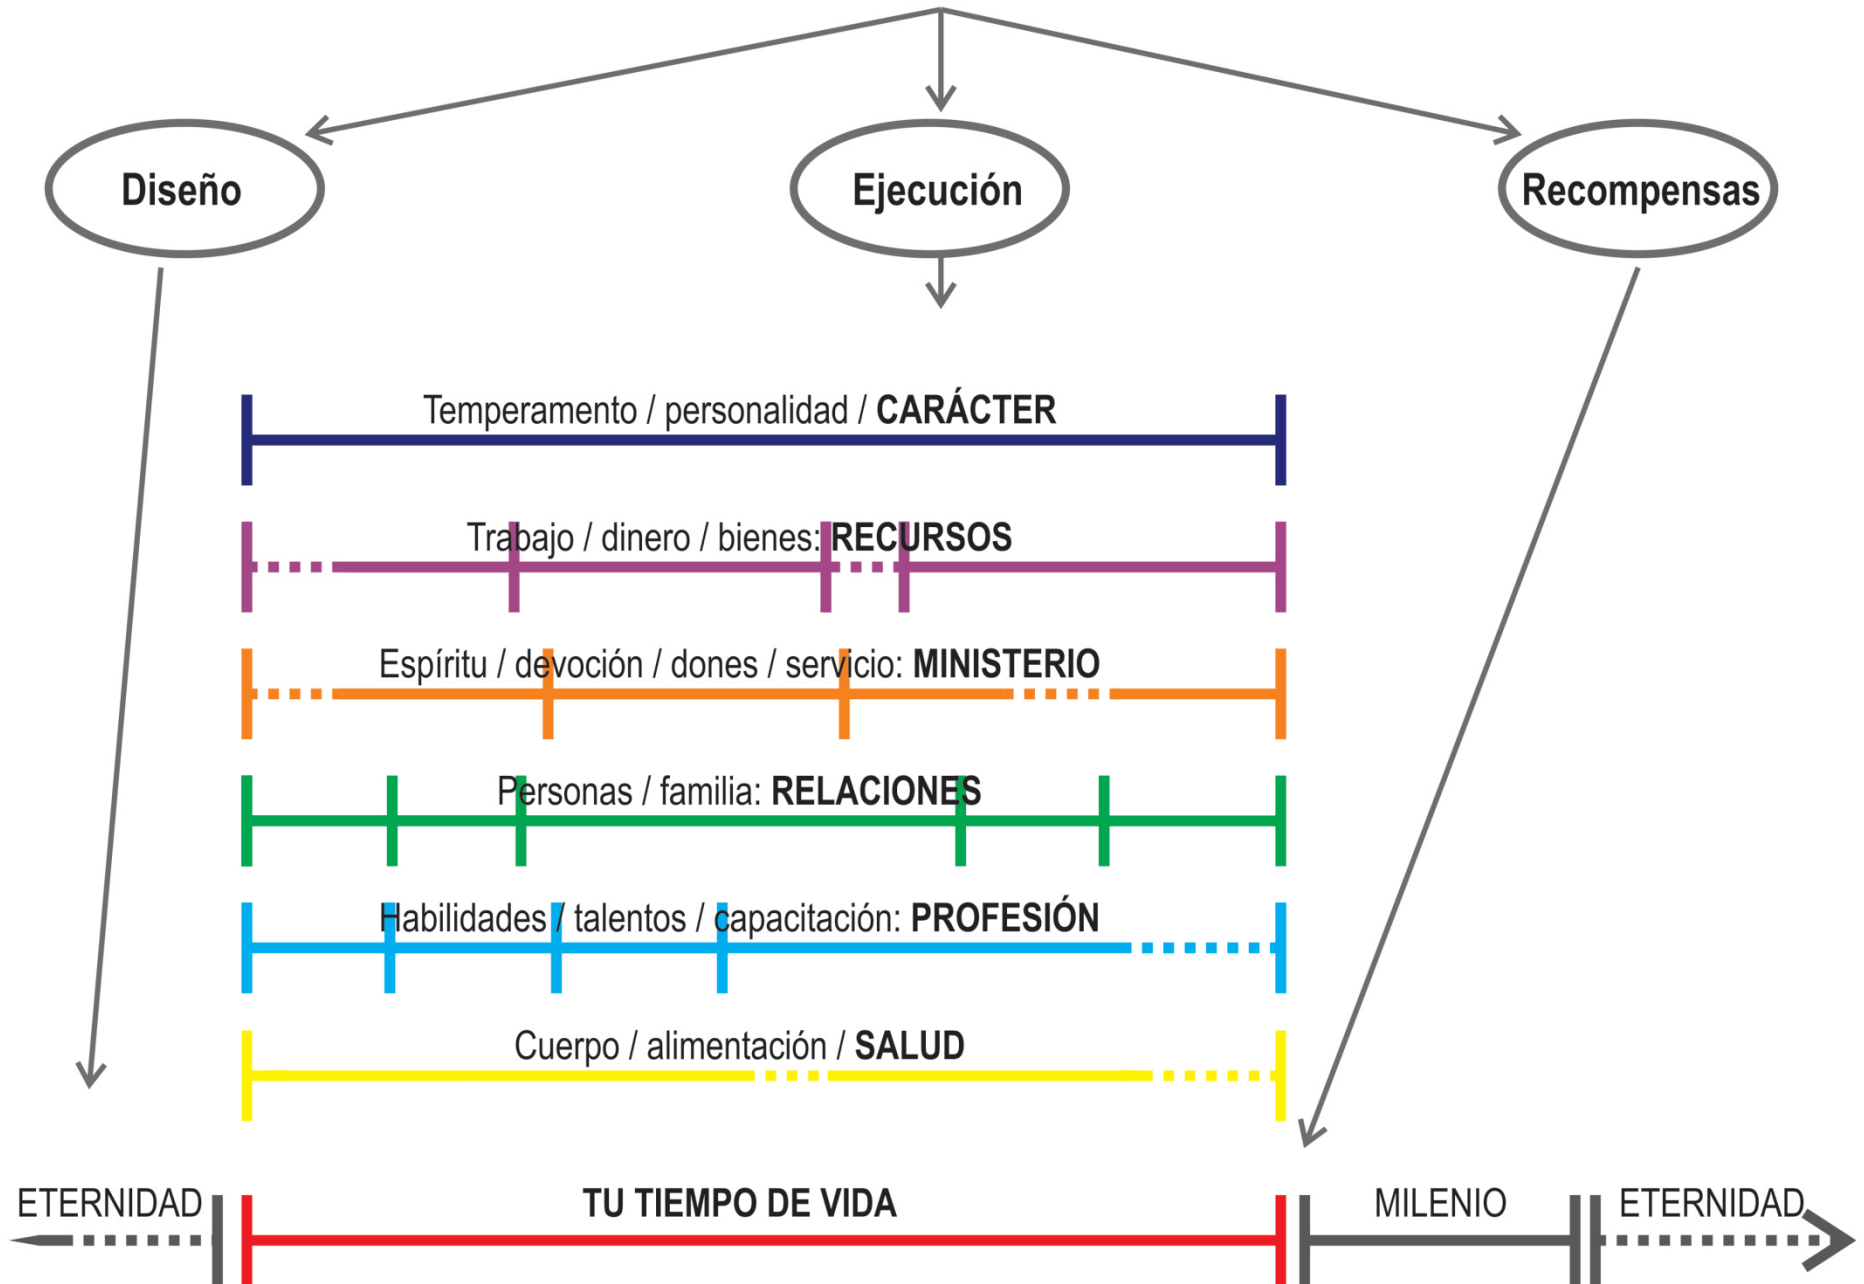 Diseño
Ejecución
Recompensas
Temperamento / personalidad / CARÁCTER
Trabajo / dinero / bienes: RECURSOS
Espíritu / devoción / dones / servicio: MINISTERIO
Personas / familia: RELACIONES
Habilidades / talentos / capacitación: PROFESIÓN
Cuerpo / alimentación / SALUD
ETERNIDAD
TU TIEMPO DE VIDA
MILENIO
ETERNIDAD